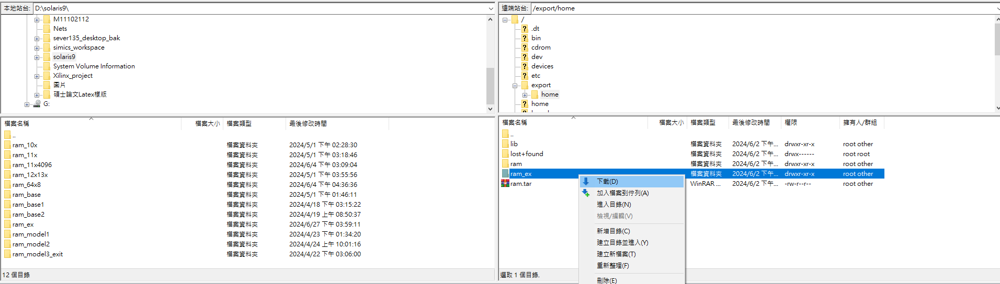 本地站台: D:\solaris9\
M11102112
Nets
sever135_desktop_bak
simics_workspace
solaris9
System Volume Information
Xilinx_project
圖片
碩士論文Latex樣版
G:
檔案名稱 檔案大小 檔案類型 最後修改時間
..
ram_10x 檔案資料夾 2024/5/1 下午 02:28:30
ram_11x 檔案資料夾 2024/5/1 下午 03:18:46
ram_11x4096 檔案資料夾 2024/6/4 下午 03:09:04
ram_12x13x 檔案資料夾 2024/5/1 下午 03:55:56
ram_64x8 檔案資料夾 2024/6/4 下午 04:36:36
ram_base 檔案資料夾 2024/5/1 下午 01:46:11
ram_base1 檔案資料夾 2024/4/18 下午 03:15:22
ram_base2 檔案資料夾 2024/4/19 上午 08:50:37
ram_ex 檔案資料夾 2024/6/27 下午 03:59:11
ram_model1 檔案資料夾 2024/4/23 下午 01:34:20
ram_model2 檔案資料夾 2024/4/24 上午 10:01:16
ram_model3_exit 檔案資料夾 2024/4/22 下午 03:06:00
12 個目錄
遠端站台: /export/home
/
.dt
bin
cdrom
dev
devices
etc
export
home
home
檔案名稱 檔案大小 檔案類型 最後修改時間 權限 擁有人/群組
..
lib 檔案資料夾 2024/6/2 下午... drwxr-xr-x root other
lost+found 檔案資料夾 2024/6/2 下午... drwx------ root root
ram 檔案資料夾 2024/6/2 下午... drwxr-xr-x root other
ram_ex 檔案資料夾 2024/6/2 下午... drwxr-xr-x root other
ram.tar WinRAR ... 2024/6/2 下午... -rw-r--r-- root other
下載(D)
加入檔案到佇列(A)
進入目錄(N)
檢視/編輯(V)
新增目錄(C)
建立目錄並進入(Y)
建立新檔案(T)
重新整理(F)
刪除(E)
選取 1 個目錄.